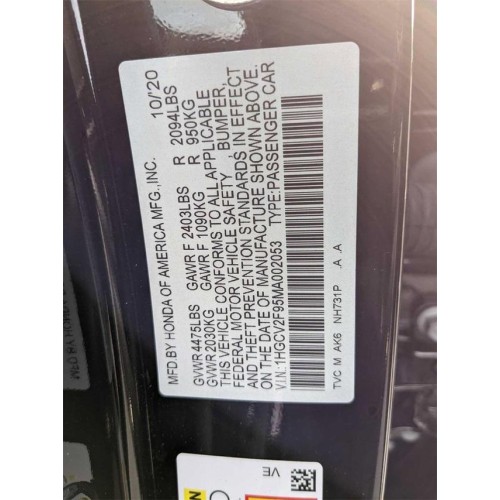 MFD BY HONDA OF AMERICA MFG.,INC. 10/'20
GVWR 4475LBS GAWR F 2403LBS R 2094LBS
GVWR 2030KG GAWR F 1090KG R 950KG
THIS VEHICLE CONFORMS TO ALL APPLICABLE
FEDERAL MOTOR VEHICLE SAFETY BUMPER,
AND THEFT PREVENTION STANDARDS IN EFFECT
ON THE DATE OF MANUFACTURE SHOWN ABOVE.
V.I.N.:1HGCV2F95MA002053 TYPE:PASSENGER CAR
TVC M AK6 NH731P .A .A
VE